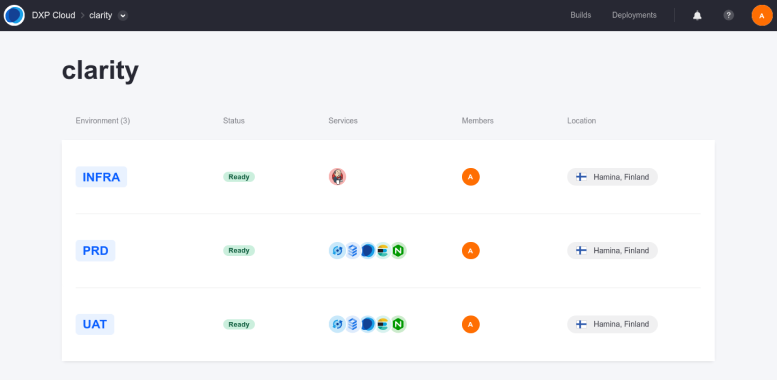 DXP Cloud > clarity
Builds
Deployments
?
A
clarity
Environment (3)
Status
Services
Members
Location
INFRA
Ready
A
Hamina, Finland
PRD
Ready
N
A
Hamina, Finland
UAT
Ready
N
A
Hamina, Finland